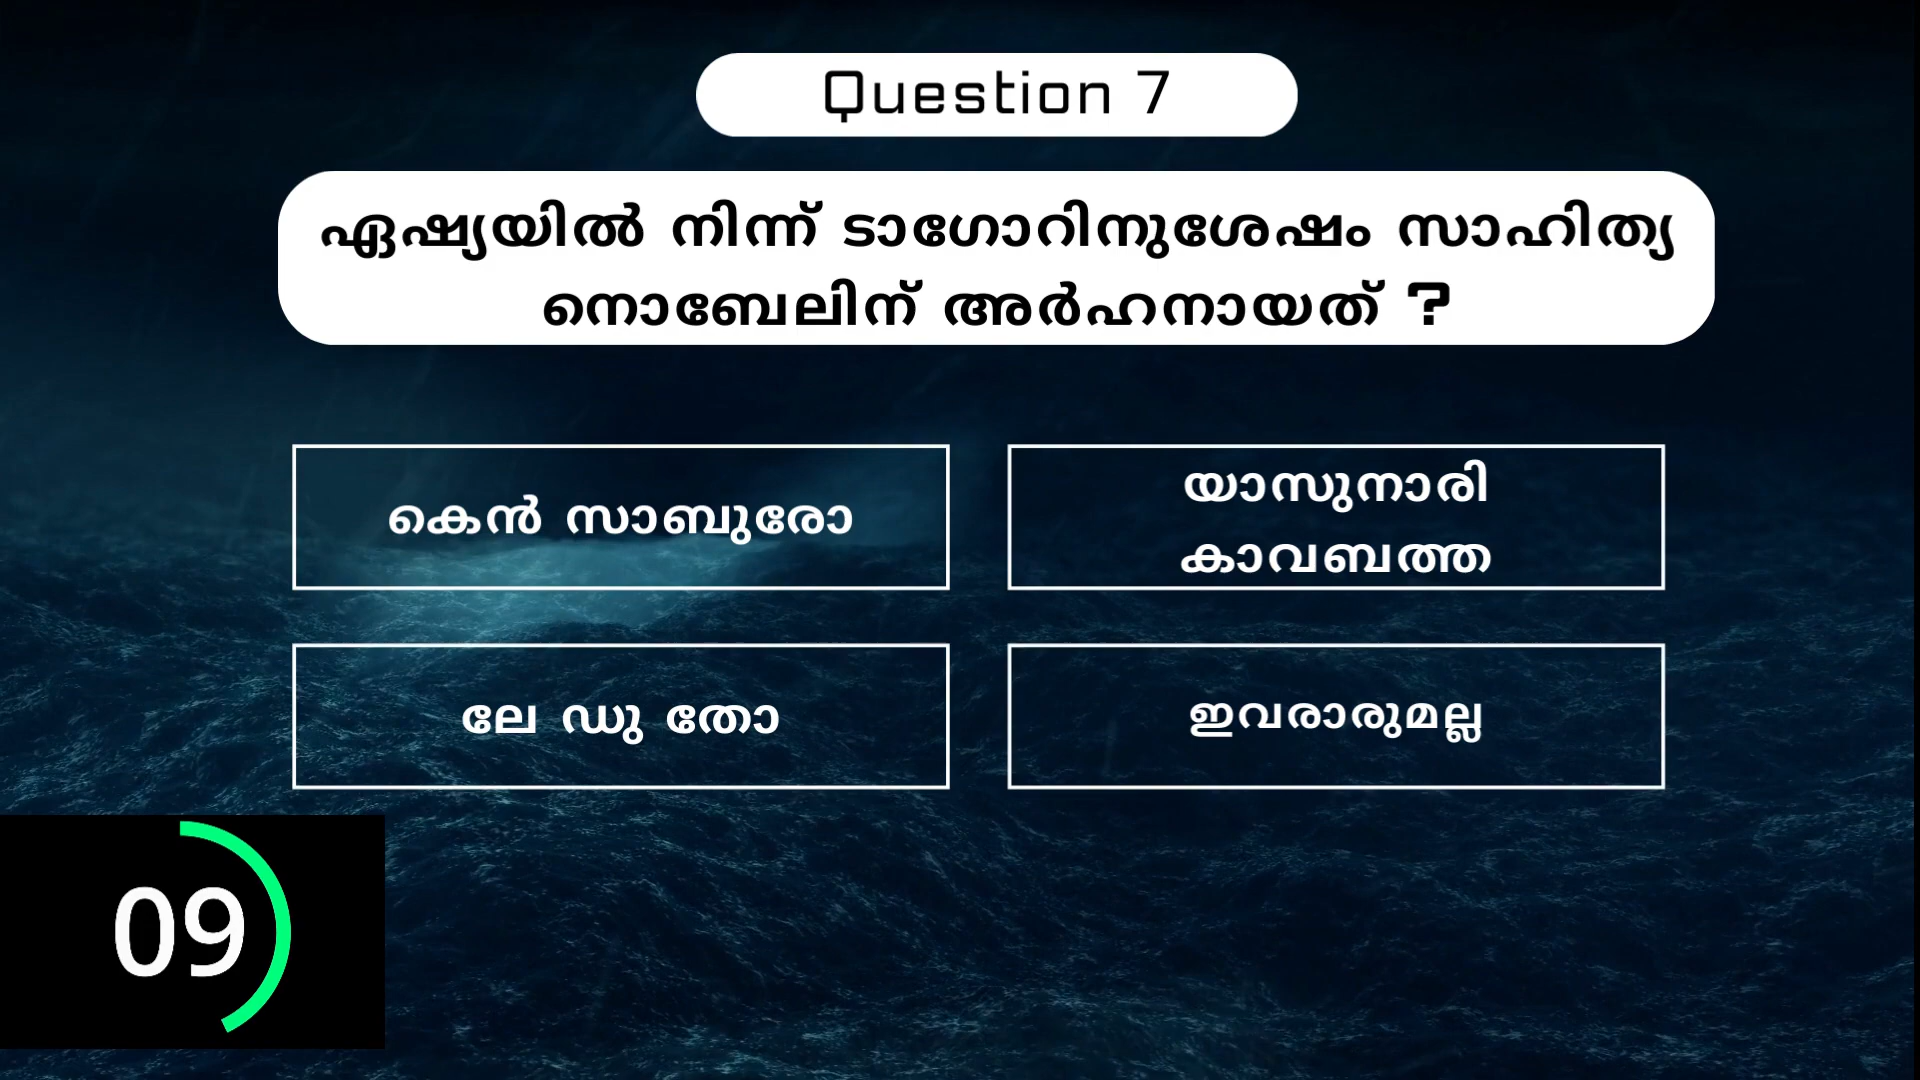 Question 7
ഏഷ്യയിൽ നിന്ന് ടാഗോറിനുശേഷം സാഹിത്യ
നൊബേലിന് അർഹനായത് ?
കെൻ സാബുരോ
യാസുനാരി
കാവബത്ത
ലേ ഡു തോ
ഇവരാരുമല്ല
09